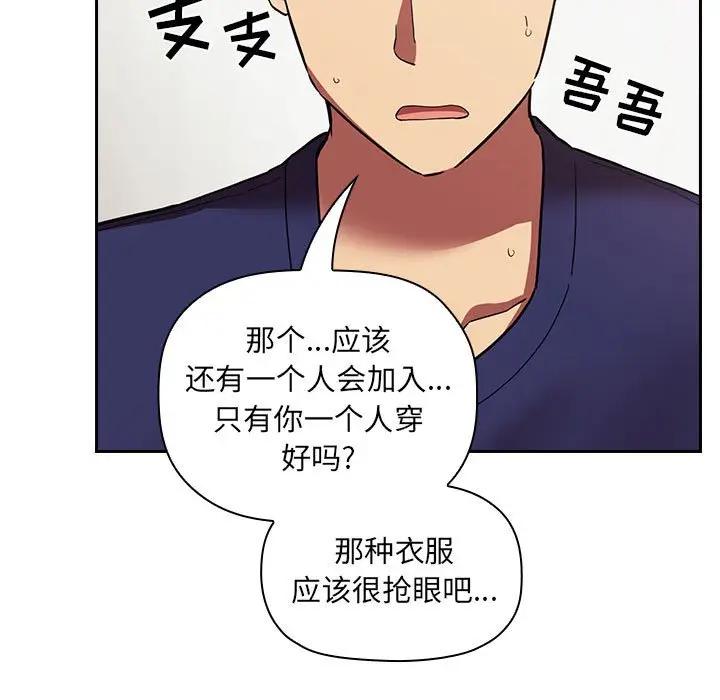 支支
吾吾
那个...应该
还有一个人会加入...
只有你一个人穿
好吗?
那种衣服
应该很抢眼吧...